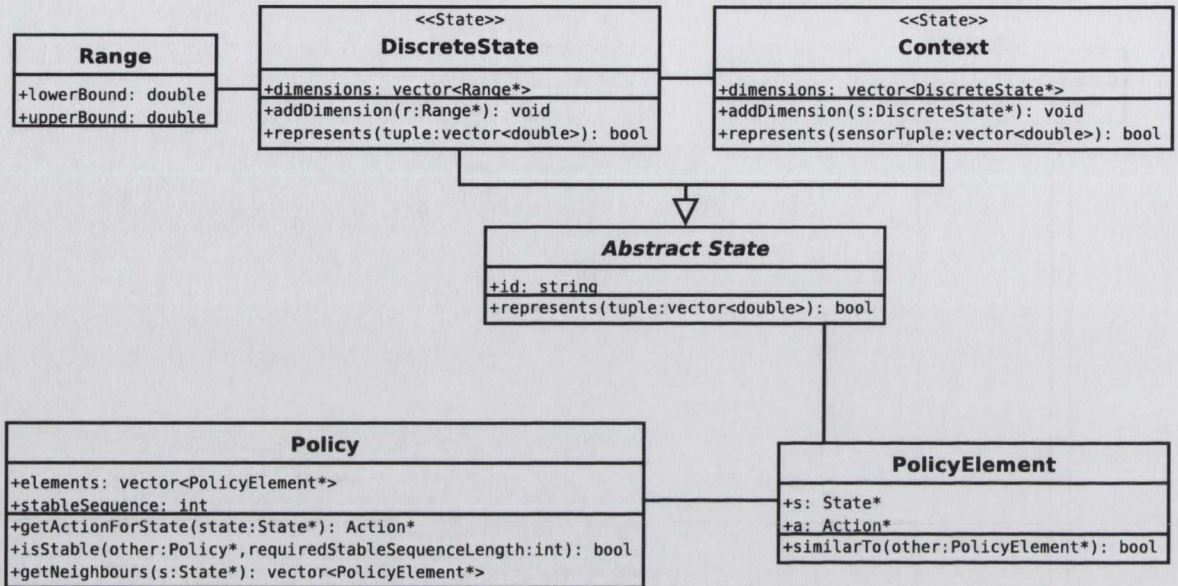 Range
+lowerBound: double
+upperBound: double
<<State>>
DiscreteState
+dimensions: vector<Range*>
+addDimension(r:Range*): void
+represents(tuple:vector<double>): bool
<<State>>
Context
+dimensions: vector<DiscreteState*>
+addDimension(s:DiscreteState*): void
+represents(sensorTuple:vector<double>): bool
Abstract State
+id: string
+represents(tuple:vector<double>): bool
Policy
+elements: vector<PolicyElement*>
+stableSequence: int
+getActionForState(state:State*): Action*
+isStable(other:Policy*,requiredStableSequenceLength:int): bool
+getNeighbours(s:State*): vector<PolicyElement*>
PolicyElement
+s: State*
+a: Action*
+similarTo(other:PolicyElement*): bool